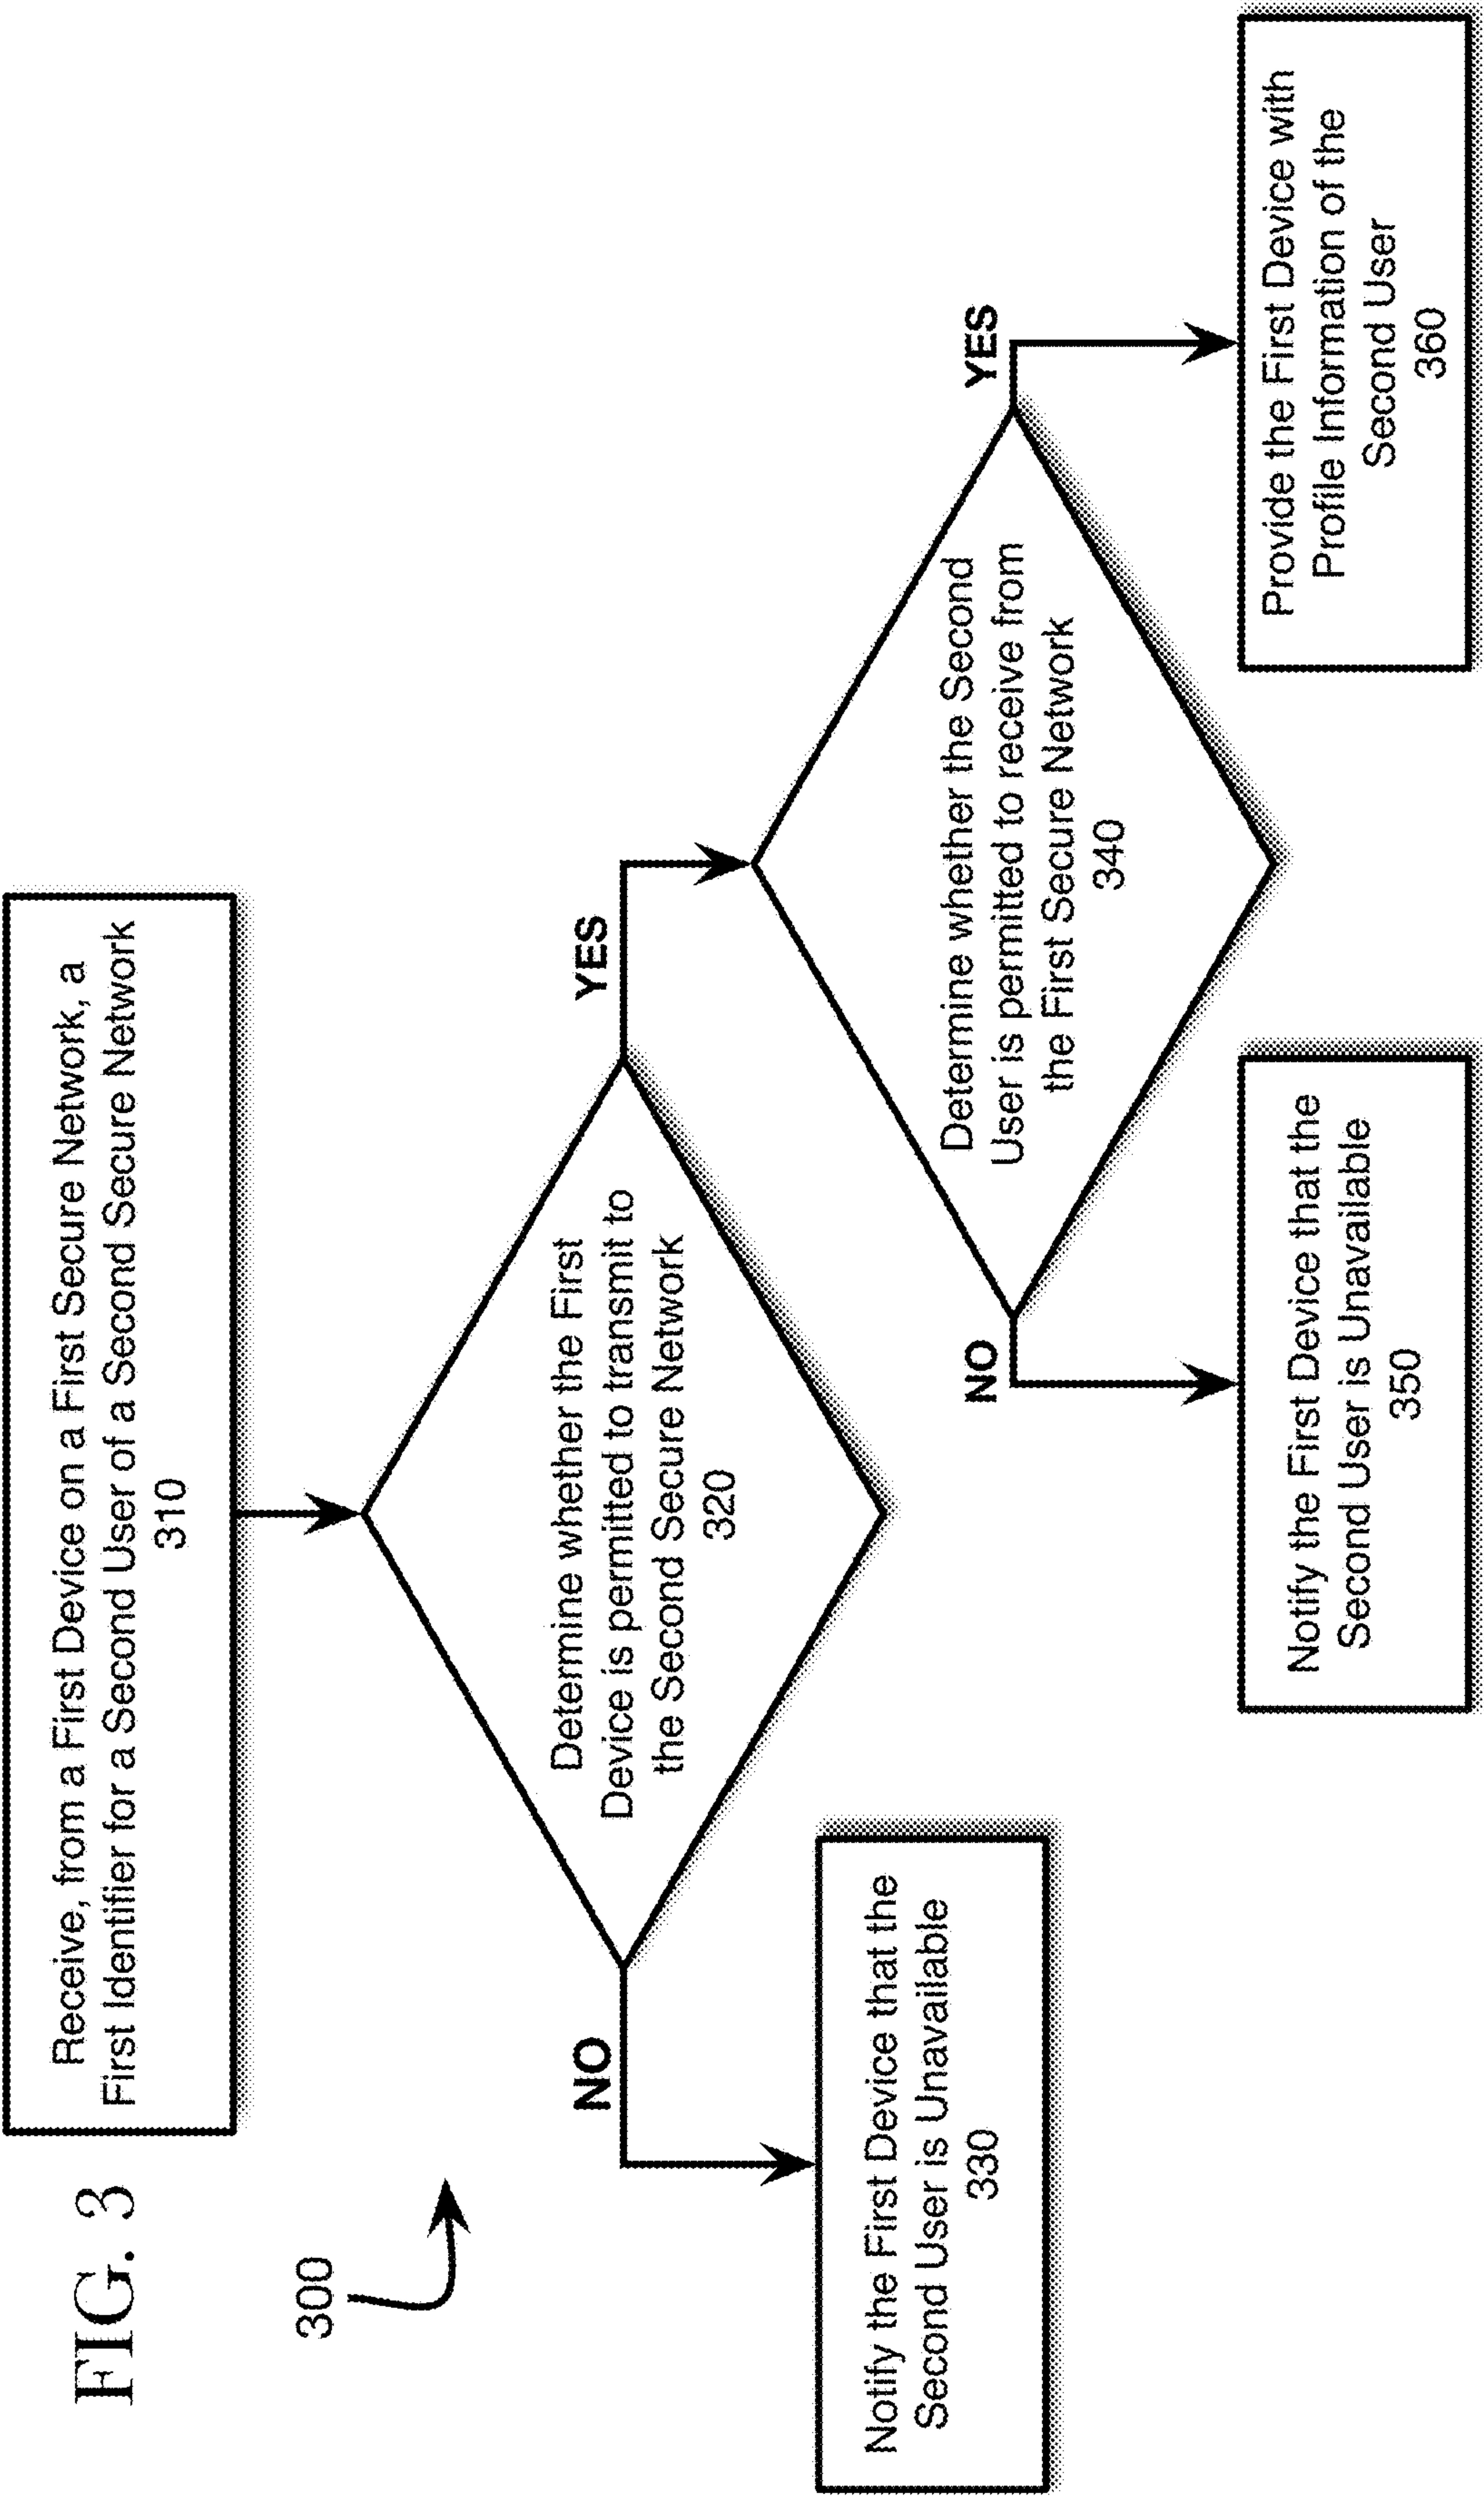 FIG. 3
300
Receive, from a First Device on a First Secure Network, a
First Identifier for a Second User of a Second Secure Network
310
Determine whether the First
Device is permitted to transmit to
the Second Secure Network
320
NO
YES
Notify the First Device that the
Second User is Unavailable
330
Determine whether the Second
User is permitted to receive from
the First Secure Network
340
NO
YES
Notify the First Device that the
Second User is Unavailable
350
Provide the First Device with
Profile Information of the
Second User
360